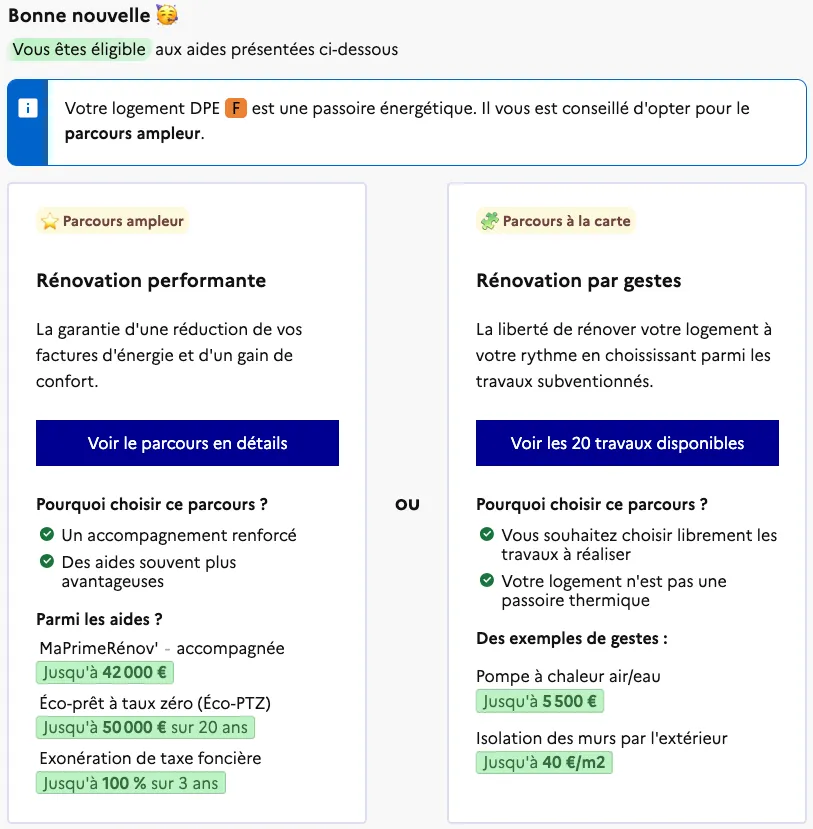 Bonne nouvelle 🥳
Vous êtes éligible aux aides présentées ci-dessous
Votre logement DPE F est une passoire énergétique. Il vous est conseillé d'opter pour le
parcours ampleur.
Parcours ampleur
Rénovation performante
La garantie d'une réduction de vos
factures d'énergie et d'un gain de
confort.
Voir le parcours en détails
Pourquoi choisir ce parcours ?
Un accompagnement renforcé
Des aides souvent plus
avantageuses
Parmi les aides ?
MaPrimeRénov' - accompagnée
Jusqu'à 42 000 €
Éco-prêt à taux zéro (Éco-PTZ)
Jusqu'à 50 000 € sur 20 ans
Exonération de taxe foncière
Jusqu'à 100 % sur 3 ans
OU
Parcours à la carte
Rénovation par gestes
La liberté de rénover votre logement à
votre rythme en choississant parmi les
travaux subventionnés.
Voir les 20 travaux disponibles
Pourquoi choisir ce parcours ?
Vous souhaitez choisir librement les
travaux à réaliser
Votre logement n'est pas une
passoire thermique
Des exemples de gestes :
Pompe à chaleur air/eau
Jusqu'à 5 500 €
Isolation des murs par l'extérieur
Jusqu'à 40 €/m2